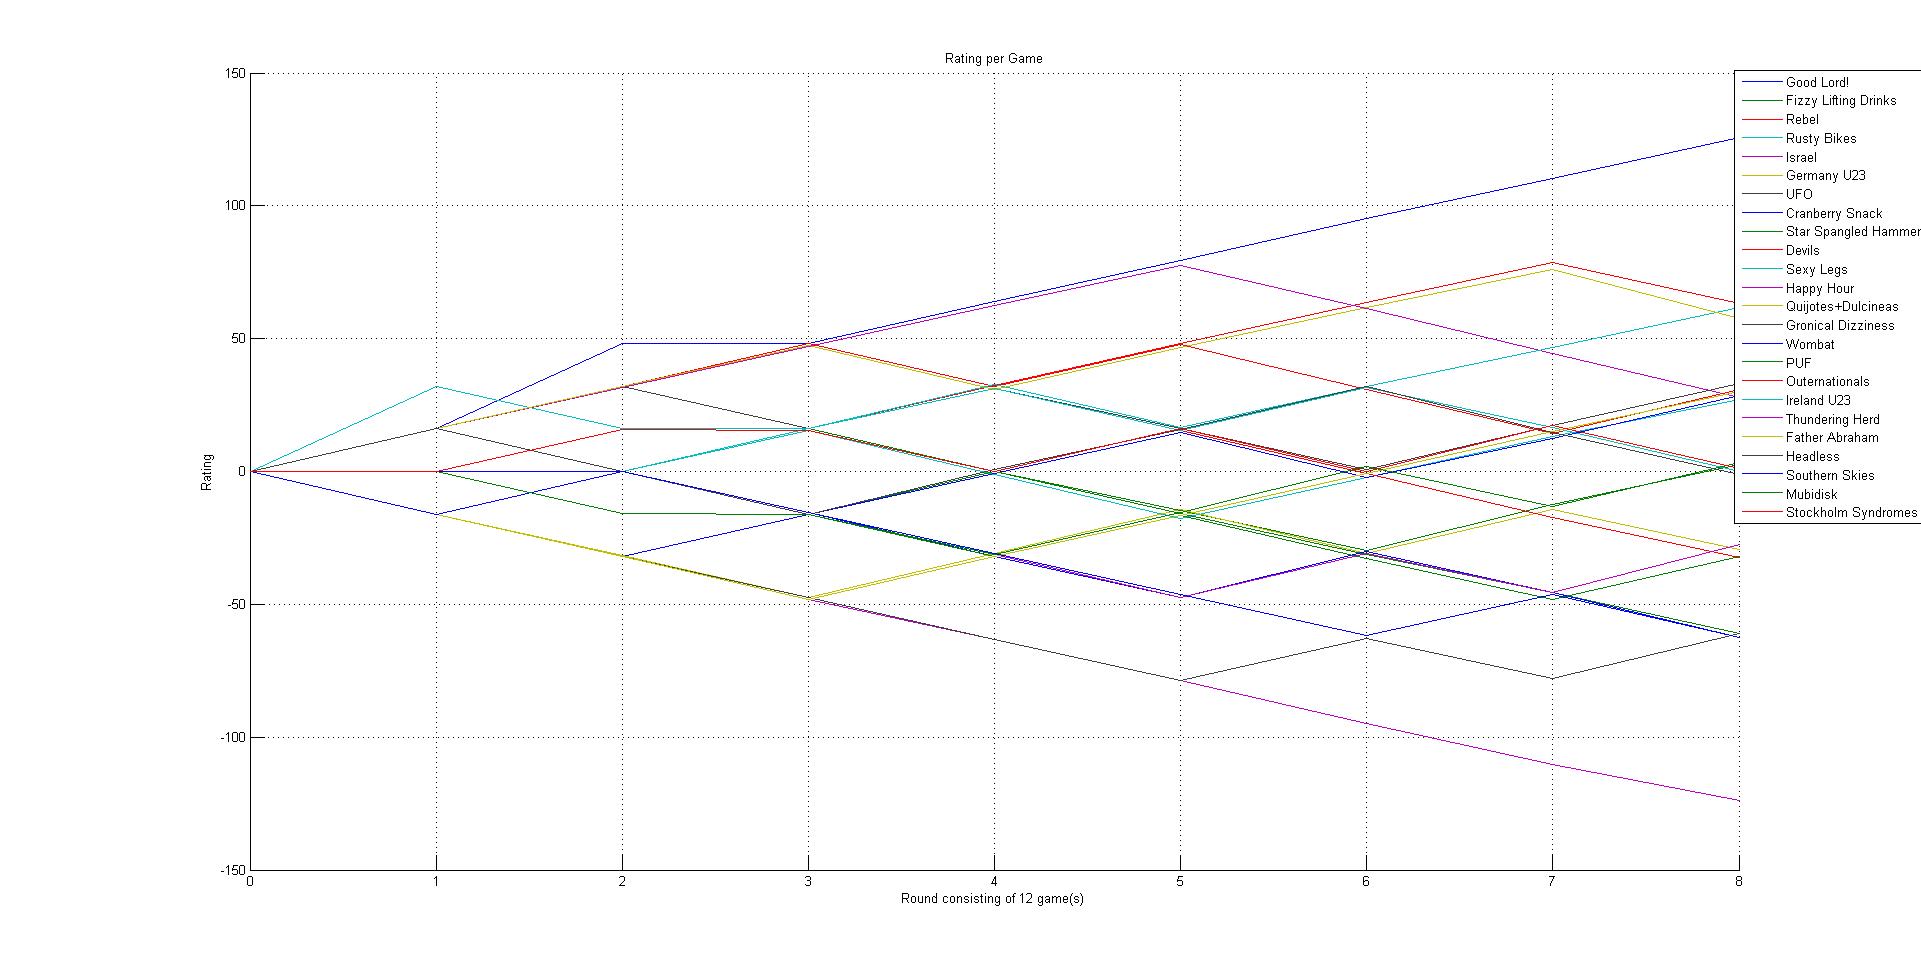 Rating per Game
150
100
50
0
-50
-100
-150
Rating
0 1 2 3 4 5 6 7 8
Round consisting of 12 game(s)
Good Lord!
Fizzy Lifting Drinks
Rebel
Rusty Bikes
Israel
Germany U23
UFO
Cranberry Snack
Star Spangled Hammer
Devils
Sexy Legs
Happy Hour
Quijotes+Dulcineas
Gronical Dizziness
Wombat
PUF
Outernationals
Ireland U23
Thundering Herd
Father Abraham
Headless
Southern Skies
Mubidisk
Stockholm Syndromes